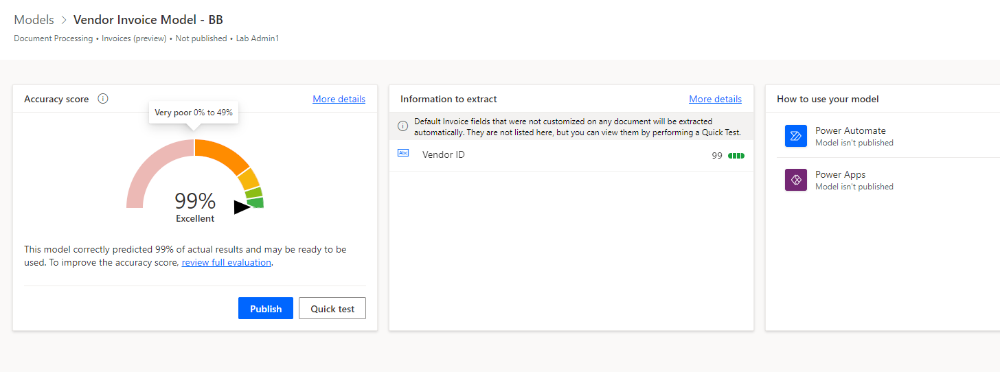 Models > Vendor Invoice Model - BB
Document Processing • Invoices (preview) • Not published • Lab Admin1
Accuracy score
More details
Very poor 0% to 49%
99%
Excellent
This model correctly predicted 99% of actual results and may be ready to be
used. To improve the accuracy score, review full evaluation.
Publish
Quick test
Information to extract
More details
Default Invoice fields that were not customized on any document will be extracted
automatically. They are not listed here, but you can view them by performing a Quick Test.
Abc
Vendor ID
99
How to use your model
Power Automate
Model isn't published
Power Apps
Model isn't published